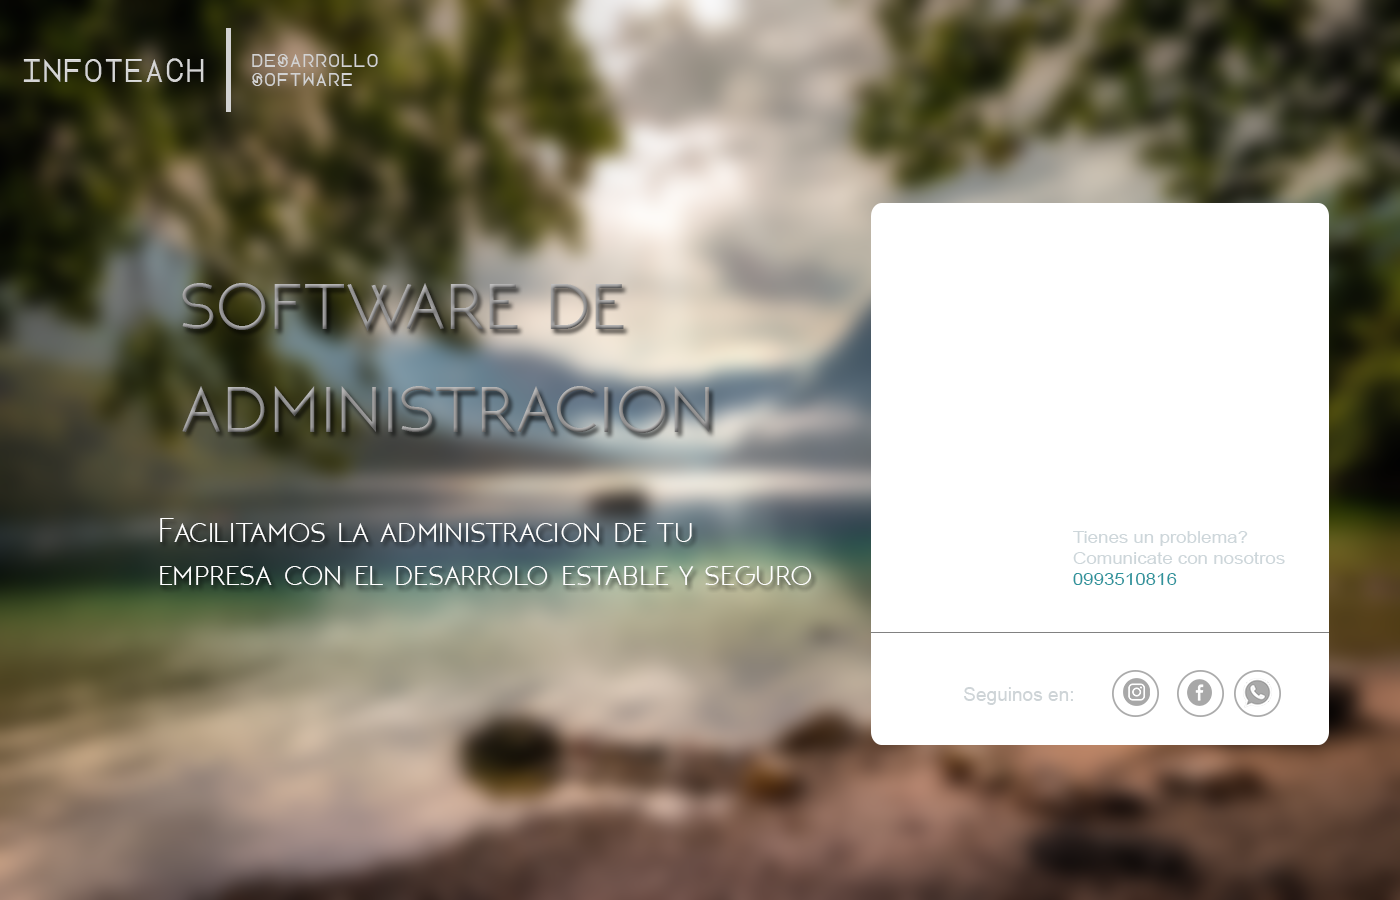 INFOTEACH
DESARROLLO
SOFTWARE
SOFTWARE DE
ADMINISTRACION
FACILITAMOS LA ADMINISTRACION DE TU
EMPRESA CON EL DESARROLO ESTABLE Y SEGURO
Tienes un problema?
Comunicate con nosotros
0993510816
Seguinos en: